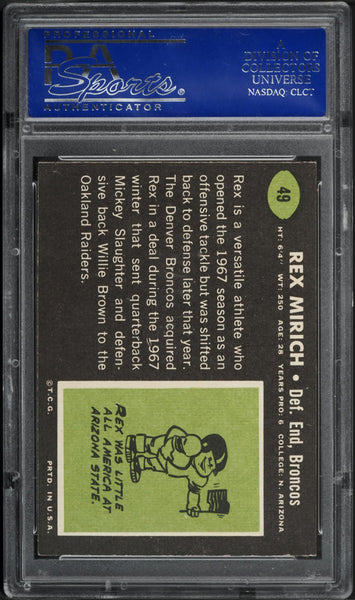 PROFESSIONAL
PSA
Sports
AUTHENTICATOR
A
DIVISION OF
COLLECTORS
UNIVERSE
NASDAQ: CLCT
49
REX MIRICH • Def. End, Broncos
HT: 6'4" WT: 250 AGE: 28 YEARS PRO: 6 COLLEGE: N. ARIZONA
Rex is a versatile athlete who
opened the 1967 season as an
offensive tackle but was shifted
back to defense later that year.
The Denver Broncos acquired
Rex in a deal during the 1967
winter that sent quarterback
Mickey Slaughter and defen-
sive back Willie Brown to the
Oakland Raiders.
REX WAS LITTLE
ALL AMERICA AT
ARIZONA STATE.
© T.C.G.
PRTD. IN U.S.A.